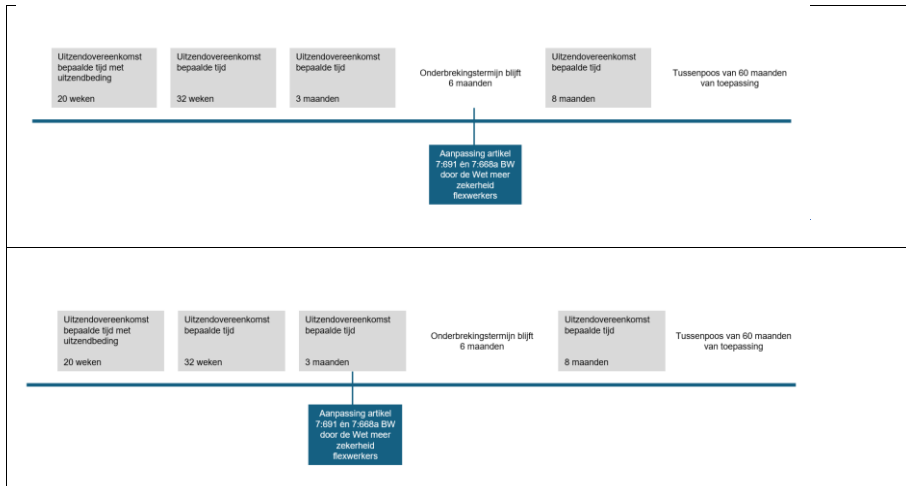 Uitzendovereenkomst
bepaalde tijd met
uitzendbeding
20 weken
Uitzendovereenkomst
bepaalde tijd
32 weken
Uitzendovereenkomst
bepaalde tijd
3 maanden
Onderbrekingstermijn blijft
6 maanden
Uitzendovereenkomst
bepaalde tijd
8 maanden
Tussenpoos van 60 maanden
van toepassing
Aanpassing artikel
7:691 én 7:668a BW
door de Wet meer
zekerheid
flexwerkers
Uitzendovereenkomst
bepaalde tijd met
uitzendbeding
20 weken
Uitzendovereenkomst
bepaalde tijd
32 weken
Uitzendovereenkomst
bepaalde tijd
3 maanden
Onderbrekingstermijn blijft
6 maanden
Uitzendovereenkomst
bepaalde tijd
8 maanden
Tussenpoos van 60 maanden
van toepassing
Aanpassing artikel
7:691 én 7:668a BW
door de Wet meer
zekerheid
flexwerkers